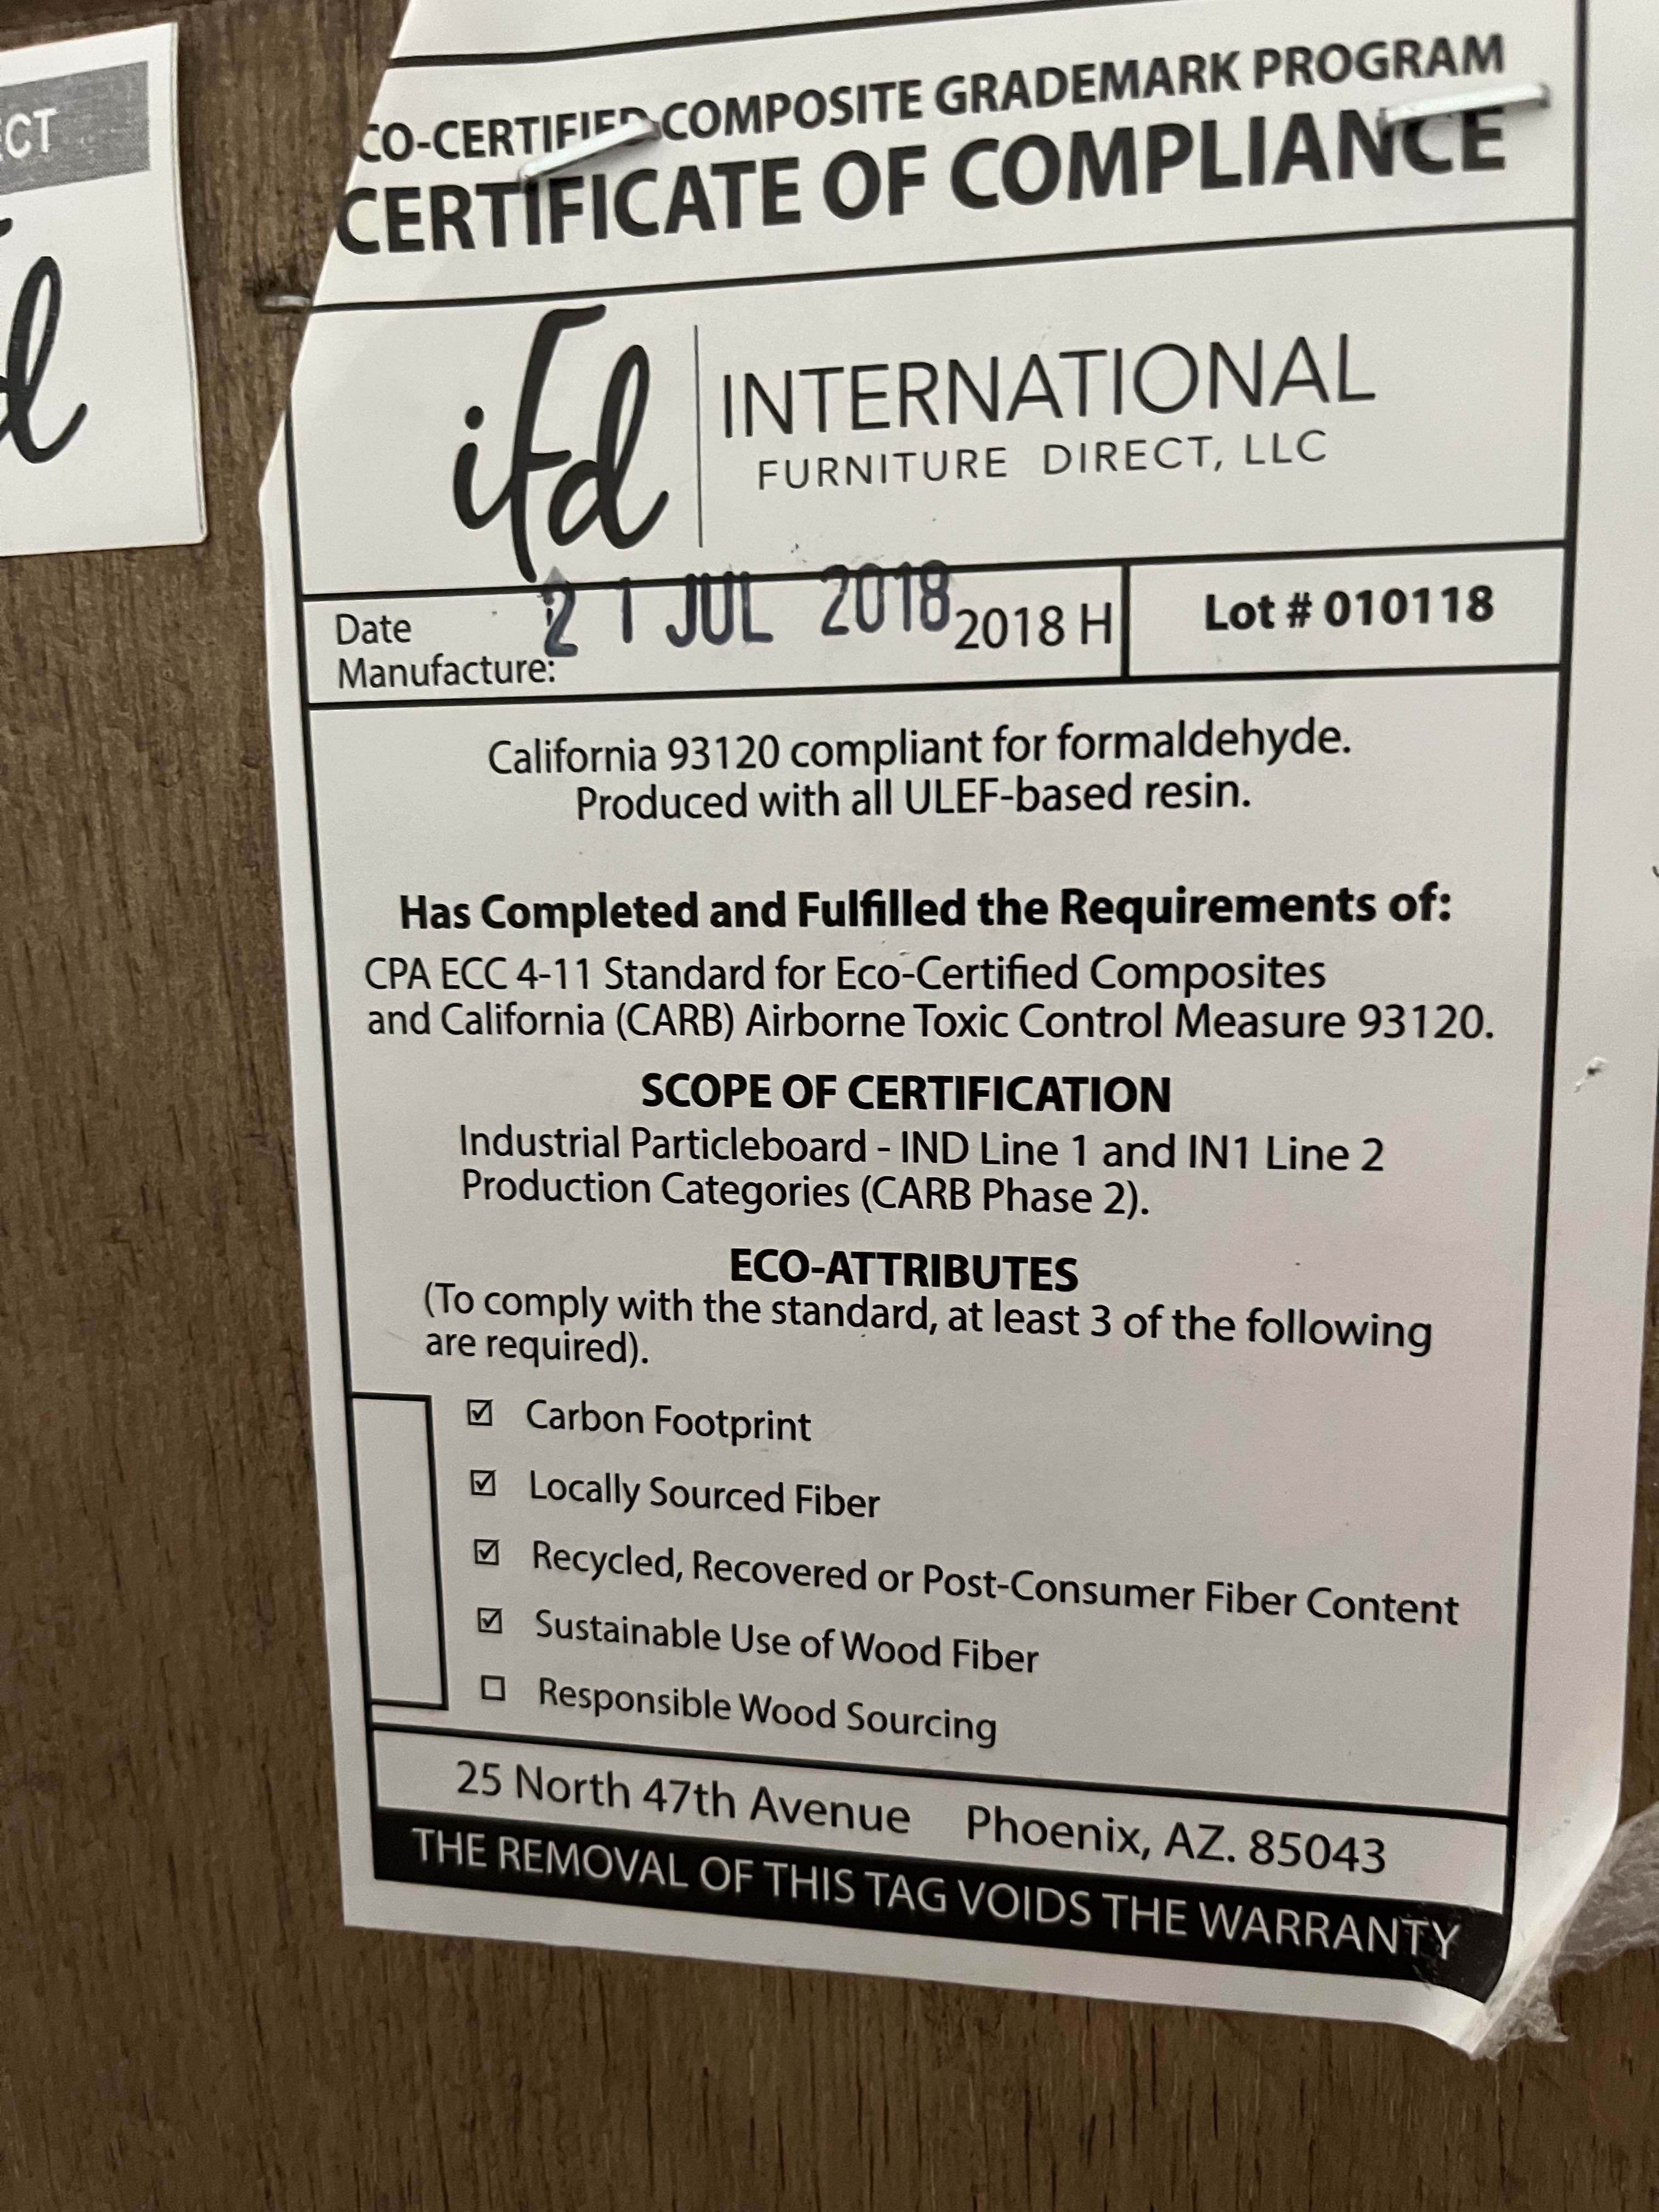 ECT
CO-CERTIFIED COMPOSITE GRADEMARK PROGRAM
CERTIFICATE OF COMPLIANCE
ifd
INTERNATIONAL
FURNITURE DIRECT, LLC
Date
Manufacture:
21 JUL 2018
2018 H
Lot # 010118
California 93120 compliant for formaldehyde.
Produced with all ULEF-based resin.
Has Completed and Fulfilled the Requirements of:
CPA ECC 4-11 Standard for Eco-Certified Composites
and California (CARB) Airborne Toxic Control Measure 93120.
SCOPE OF CERTIFICATION
Industrial Particleboard - IND Line 1 and IN1 Line 2
Production Categories (CARB Phase 2).
ECO-ATTRIBUTES
(To comply with the standard, at least 3 of the following
are required).
☑ Carbon Footprint
☑ Locally Sourced Fiber
☑ Recycled, Recovered or Post-Consumer Fiber Content
☑ Sustainable Use of Wood Fiber
☐ Responsible Wood Sourcing
25 North 47th Avenue Phoenix, AZ. 85043
THE REMOVAL OF THIS TAG VOIDS THE WARRANTY